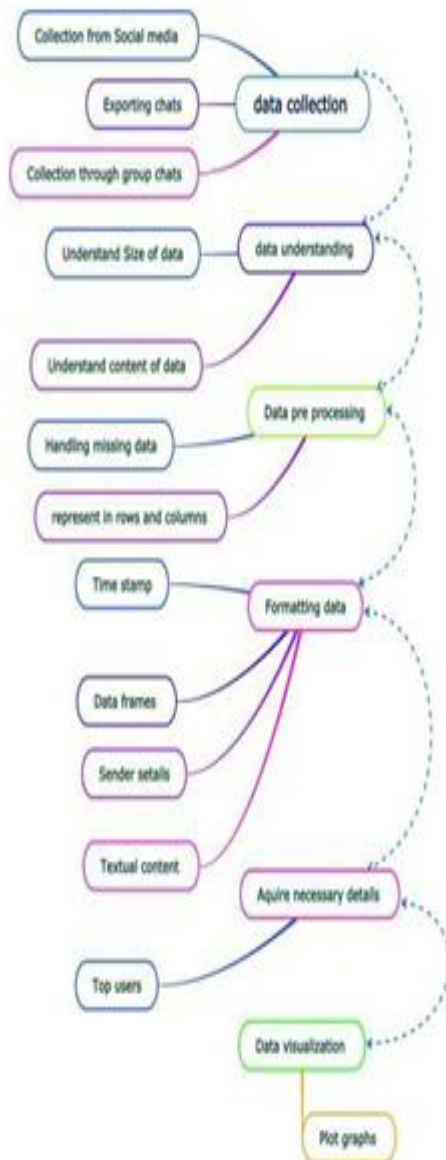 Collection from Social media
data collection
Exporting chats
Collection through group chats
data understanding
Understand Size of data
Understand content of data
Data pre processing
Handling missing data
represent in rows and columns
Time stamp
Formatting data
Data frames
Sender setails
Textual content
Aquire necessary details
Top users
Data visualization
Plot graphs